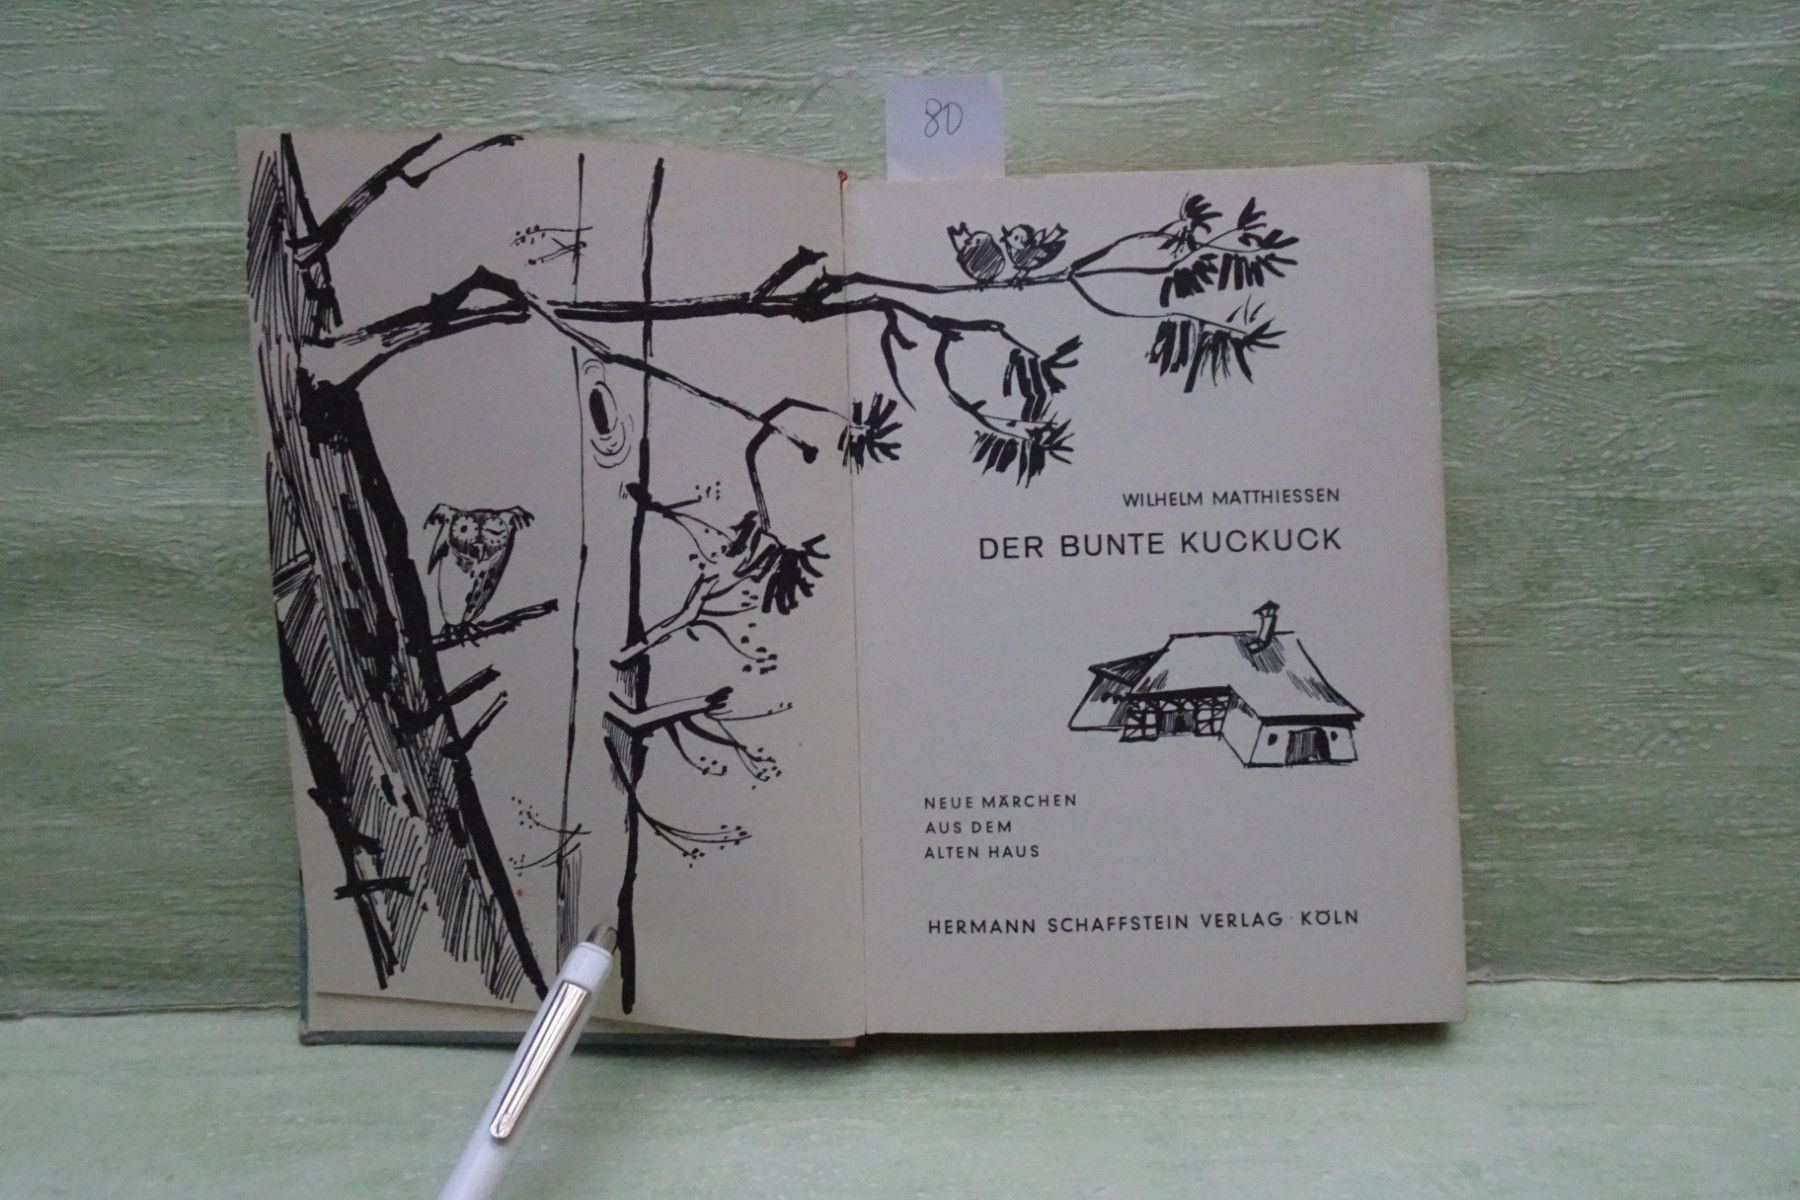 80
WILHELM MATTHIESSEN
DER BUNTE KUCKUCK
NEUE MÄRCHEN
AUS DEM
ALTEN HAUS
HERMANN SCHAFFSTEIN VERLAG · KÖLN